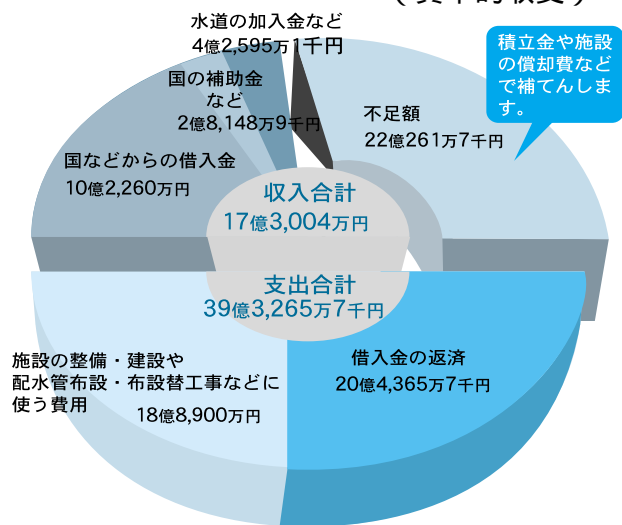 水道の加入金など
4億2,595万1千円
国の補助金
など
2億8,148万9千円
国などからの借入金
10億2,260万円
不足額
22億261万7千円
積立金や施設
の償却費など
で補てんしま
す。
収入合計
17億3,004万円
支出合計
39億3,265万7千円
施設の整備・建設や
配水管布設・布設替工事などに
使う費用
18億8,900万円
借入金の返済
20億4,365万7千円